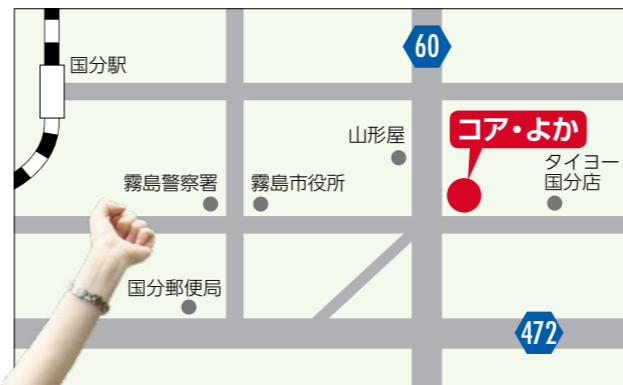 60
国分駅
コア・よか
山形屋
タイヨー
国分店
霧島警察署
霧島市役所
国分郵便局
472